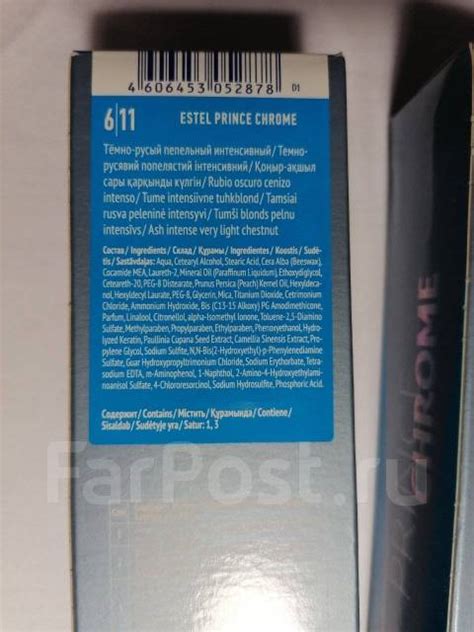 4 606453 052878 D1
6|11 ESTEL PRINCE CHROME
Тёмно-русый пепельный интенсивный / Темно-
русявий попелястий інтенсивний / Қоңыр-ақшыл
сары қарқынды күлгін / Rubio oscuro cenizo
intenso / Tume intensiivne tuhkblond / Tamsiai
rusva peleninė intensyvi / Tumši blonds pelnu
intensīvs / Ash intense very light chestnut
Состав / Ingredients / Склад / Құрамы / Ingredientes / Koostis / Sudė-
tis / Sastāvdaļas: Aqua, Cetearyl Alcohol, Stearic Acid, Cera Alba (Beeswax),
Cocamide MEA, Laureth-2, Mineral Oil (Paraffinum Liquidum), Ethoxydiglycol,
Ceteareth-20, PEG-8 Distearate, Prunus Persica (Peach) Kernel Oil, Hexyldeca-
nol, Hexyldecyl Laurate, PEG-8, Glycerin, Mica, Titanium Dioxide, Cetrimonium
Chloride, Ammonium Hydroxide, Bis (C13-15 Alkoxy) PG Amodimethicone,
Parfum, Linalool, Citronellol, alpha-Isomethyl Ionone, Toluene-2,5-Diamino
Sulfate, Methylparaben, Propylparaben, Ethylparaben, Phenoxyethanol, Hydro-
lyzed Keratin, Paullinia Cupana Seed Extract, Camellia Sinensis Extract, Pro-
pylene Glycol, Sodium Sulfite, N,N-Bis(2-Hydroxyethyl)-p-Phenylenediamine
Sulfate, Guar Hydroxypropyltrimonium Chloride, Sodium Erythorbate, Tetra-
sodium EDTA, m-Aminophenol, 1-Naphthol, 2-Amino-4-Hydroxyethylami-
noanisol Sulfate, 4-Chlororesorcinol, Sodium Hydrosulfite, Phosphoric Acid.
Содержит / Contains / Містить / Құрамында / Contiene /
Sisaldab / Sudėtyje yra / Satur: 1, 3
FarPost.ru
CHROME